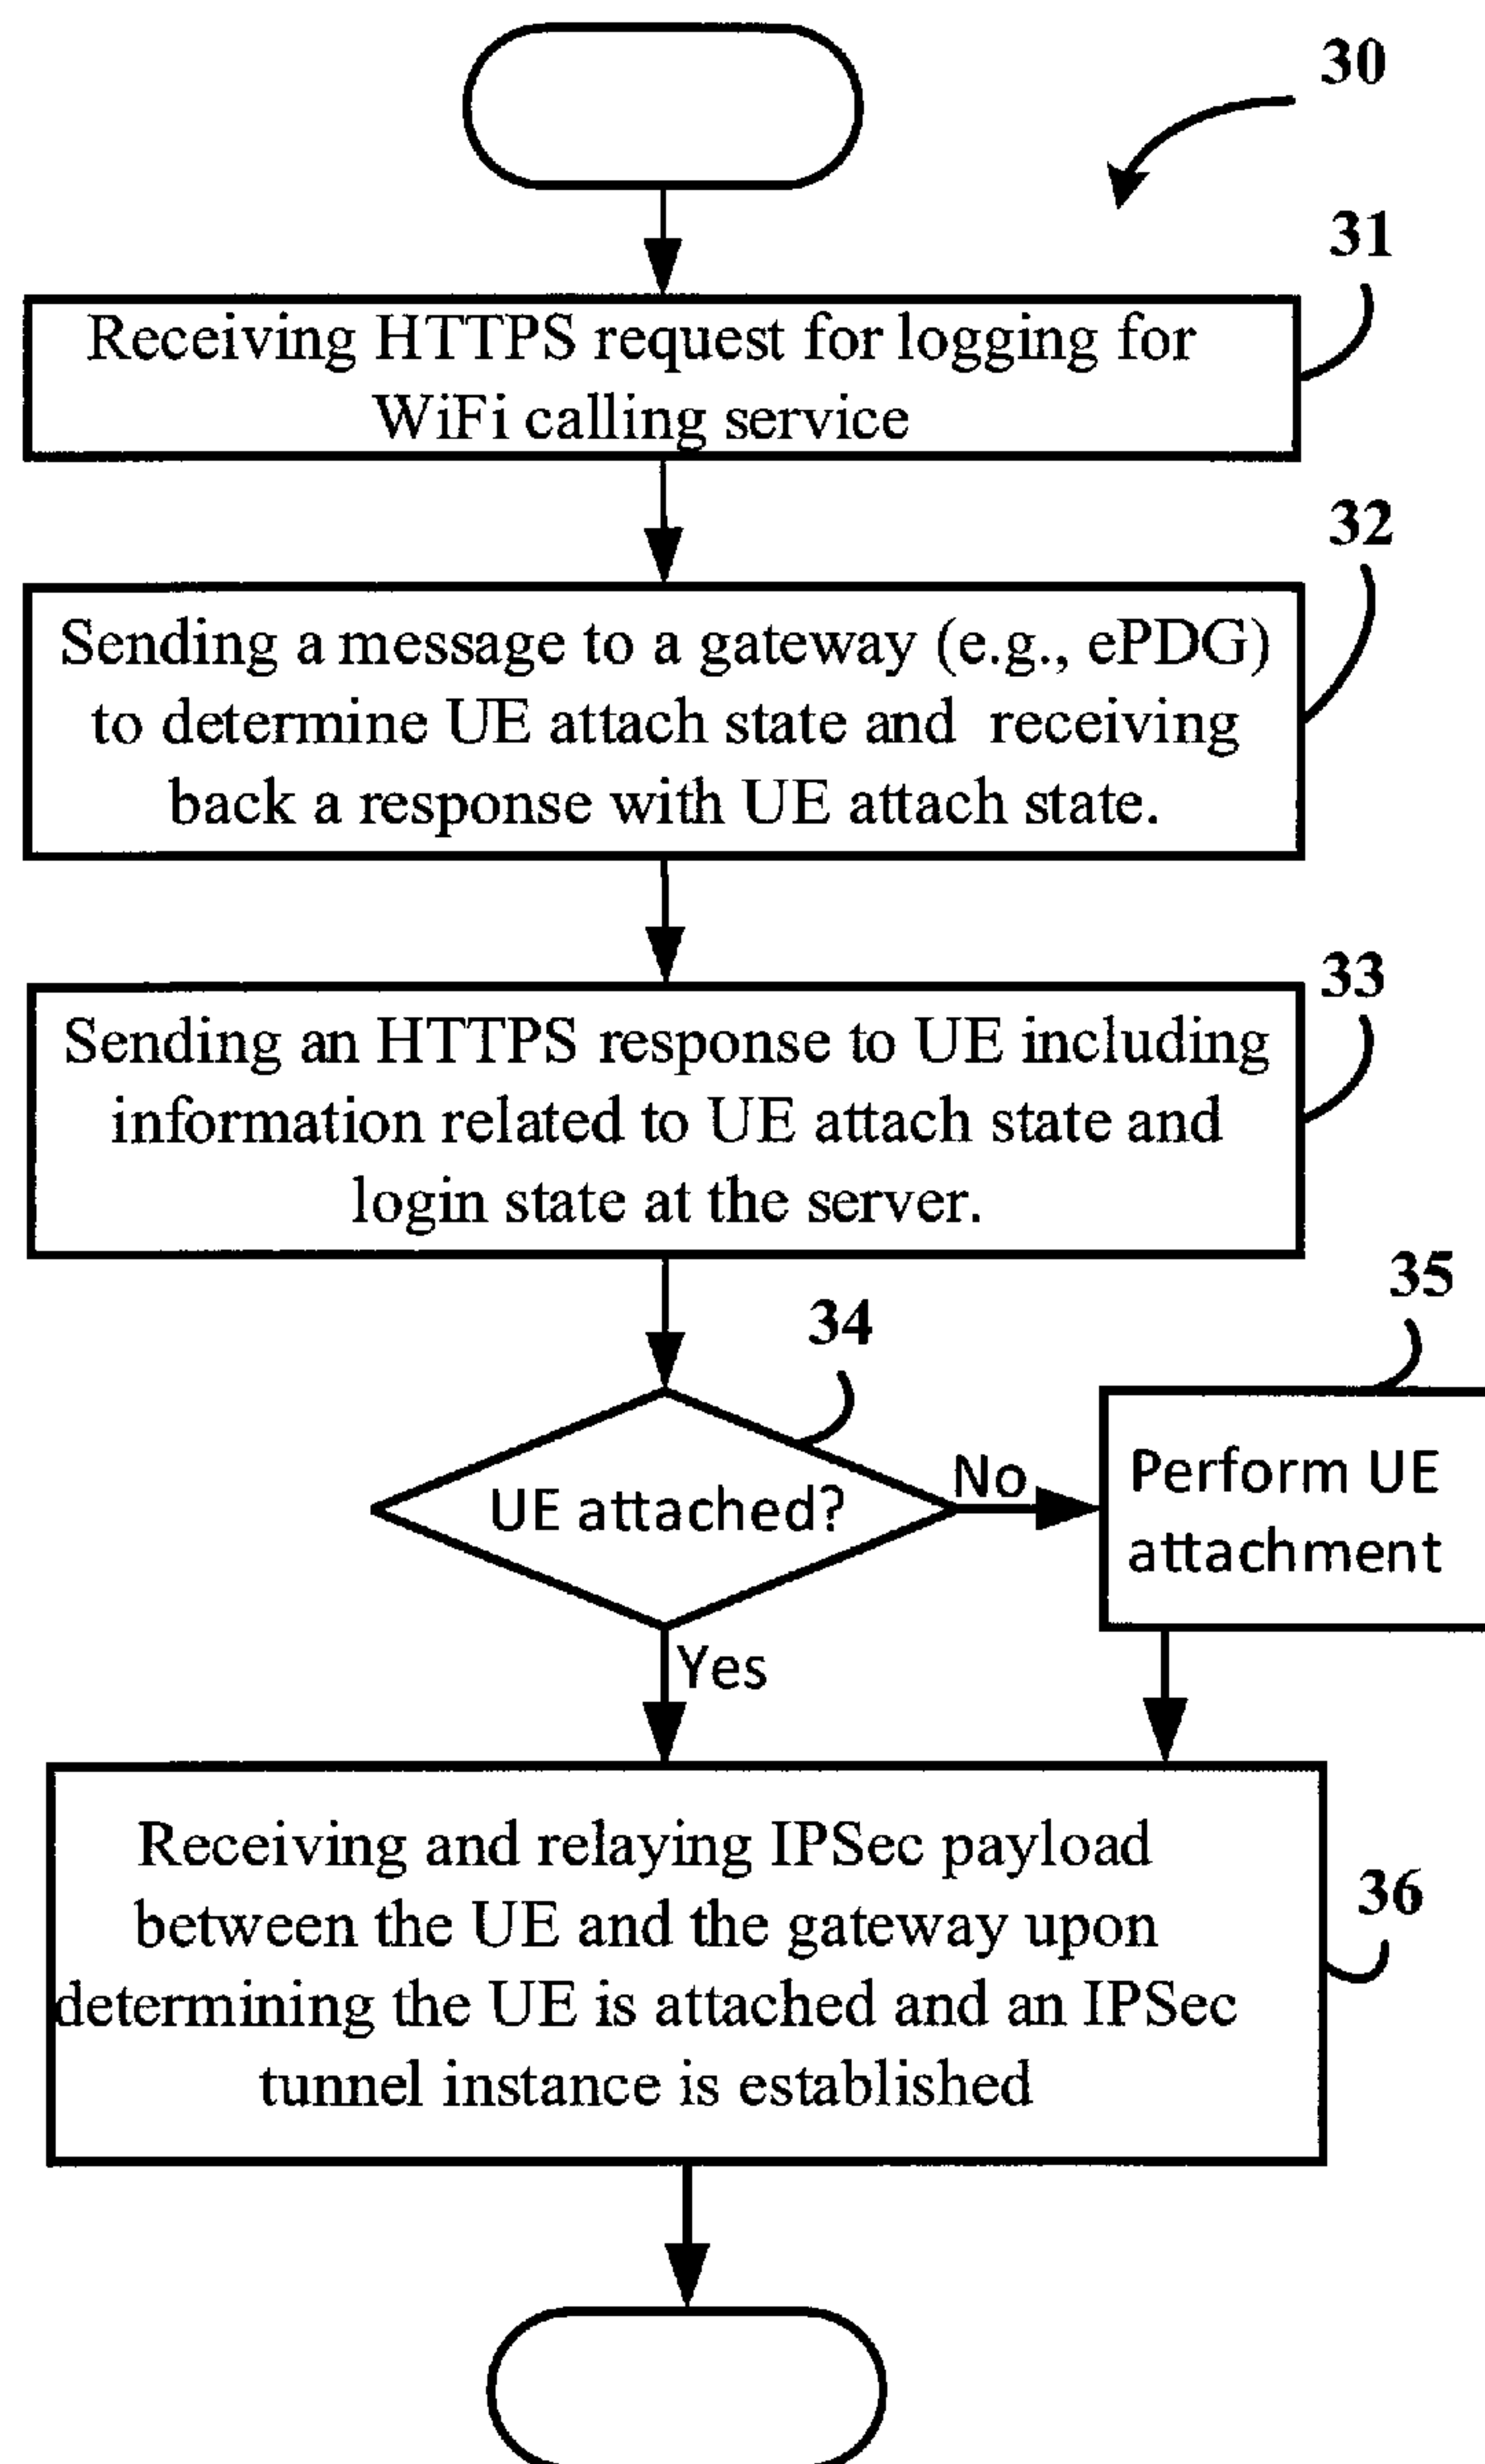 30
31
Receiving HTTPS request for logging for
WiFi calling service
32
Sending a message to a gateway (e.g., ePDG)
to determine UE attach state and receiving
back a response with UE attach state.
33
Sending an HTTPS response to UE including
information related to UE attach state and
login state at the server.
34
35
UE attached?
No
Perform UE
attachment
Yes
Receiving and relaying IPSec payload
between the UE and the gateway upon
determining the UE is attached and an IPSec
tunnel instance is established
36